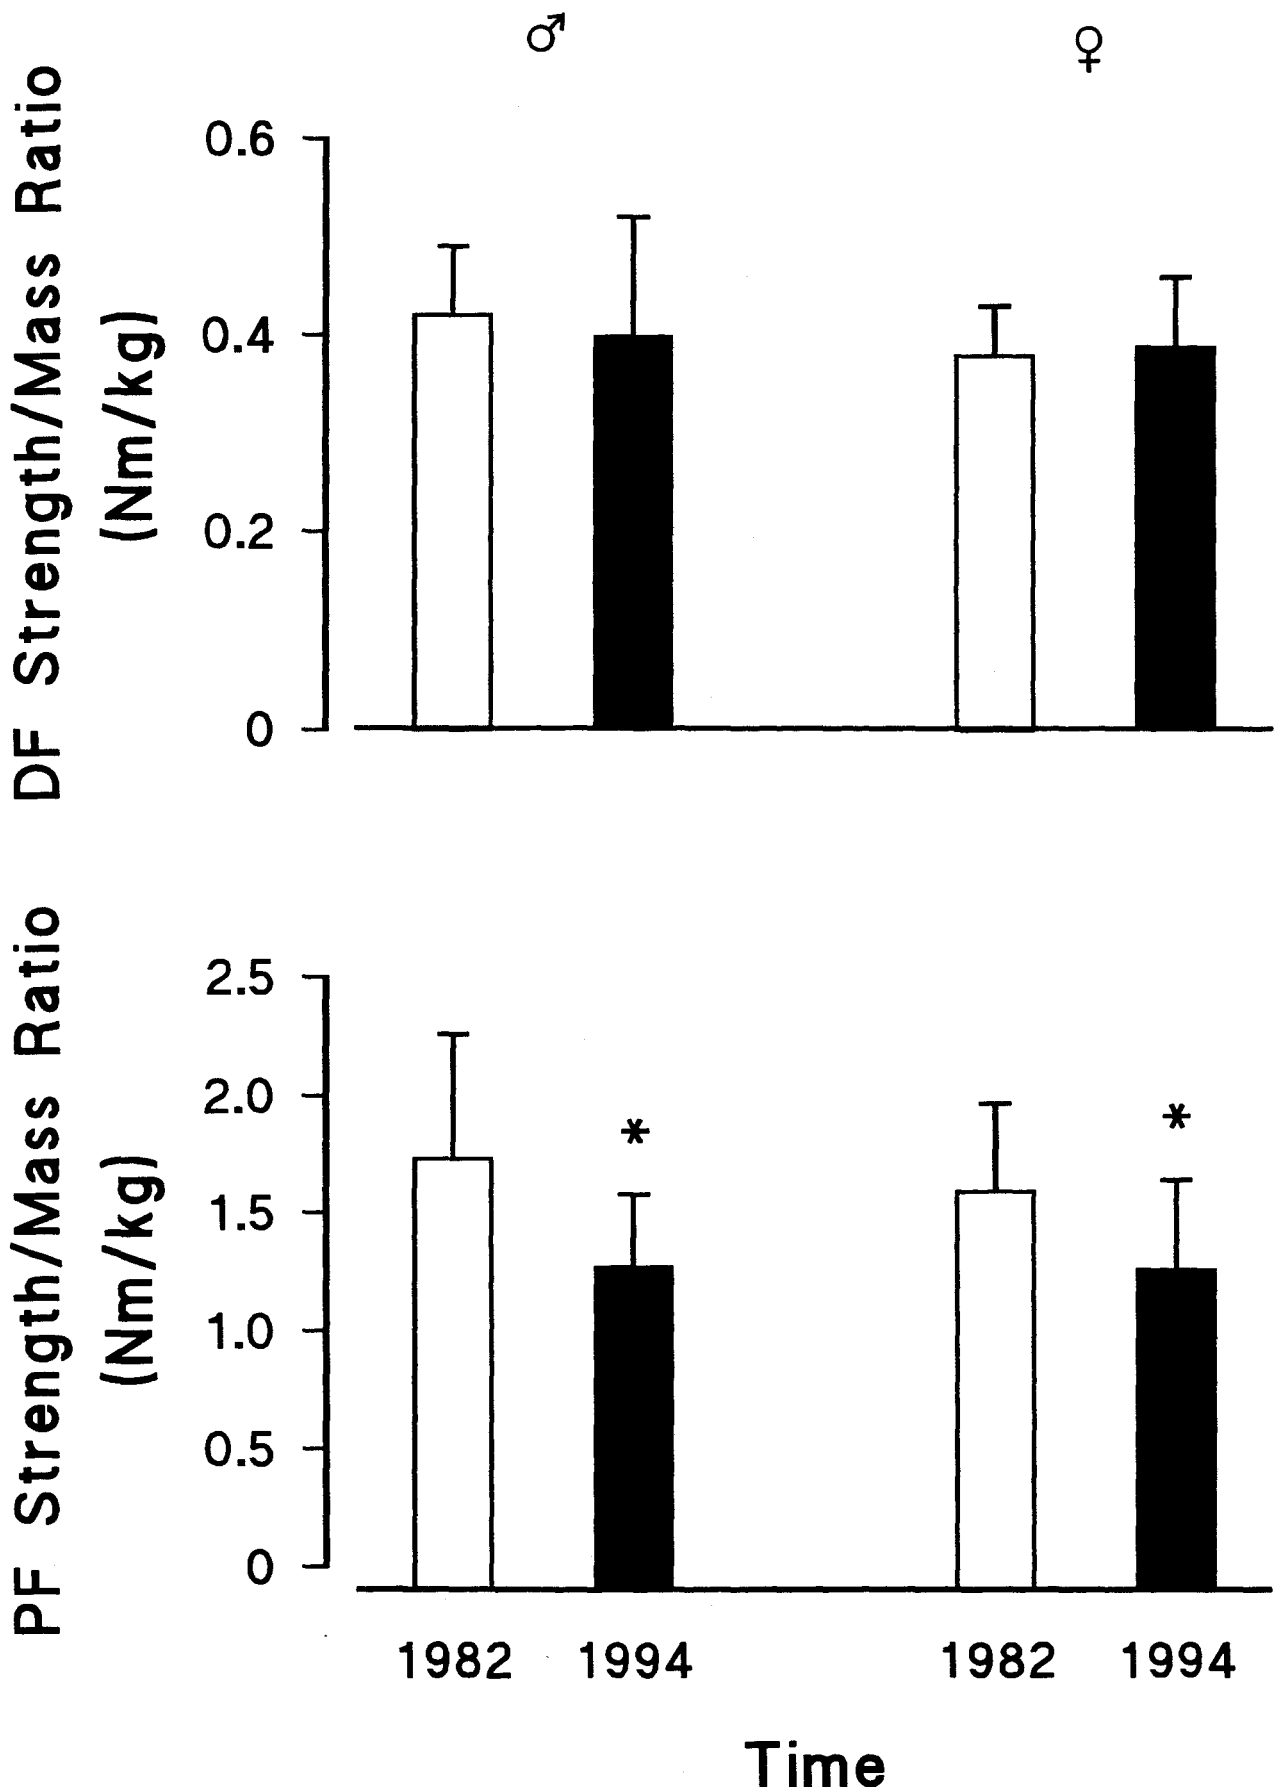 ♂ ♀
DF Strength/Mass Ratio
(Nm/kg)
0.6
0.4
0.2
0
PF Strength/Mass Ratio
(Nm/kg)
2.5
2.0
1.5
1.0
0.5
0
*
*
1982 1994 1982 1994
Time